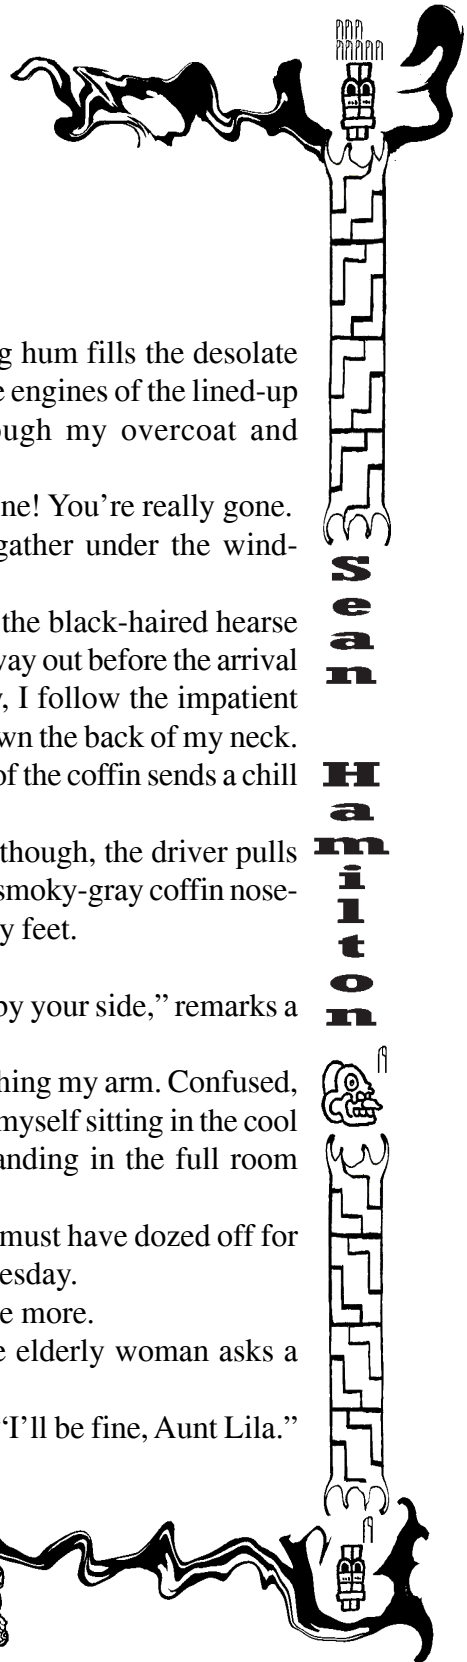 g hum fills the desolate
e engines of the lined-up
ough my overcoat and
ne! You’re really gone.
gather under the wind-
the black-haired hearse
way out before the arrival
y, I follow the impatient
wn the back of my neck.
of the coffin sends a chill
though, the driver pulls
smoky-gray coffin nose-
y feet.
by your side,” remarks a
hing my arm. Confused,
myself sitting in the cool
anding in the full room
must have dozed off for
esday.
e more.
e elderly woman asks a
“I’ll be fine, Aunt Lila.”
Sean Hamilton